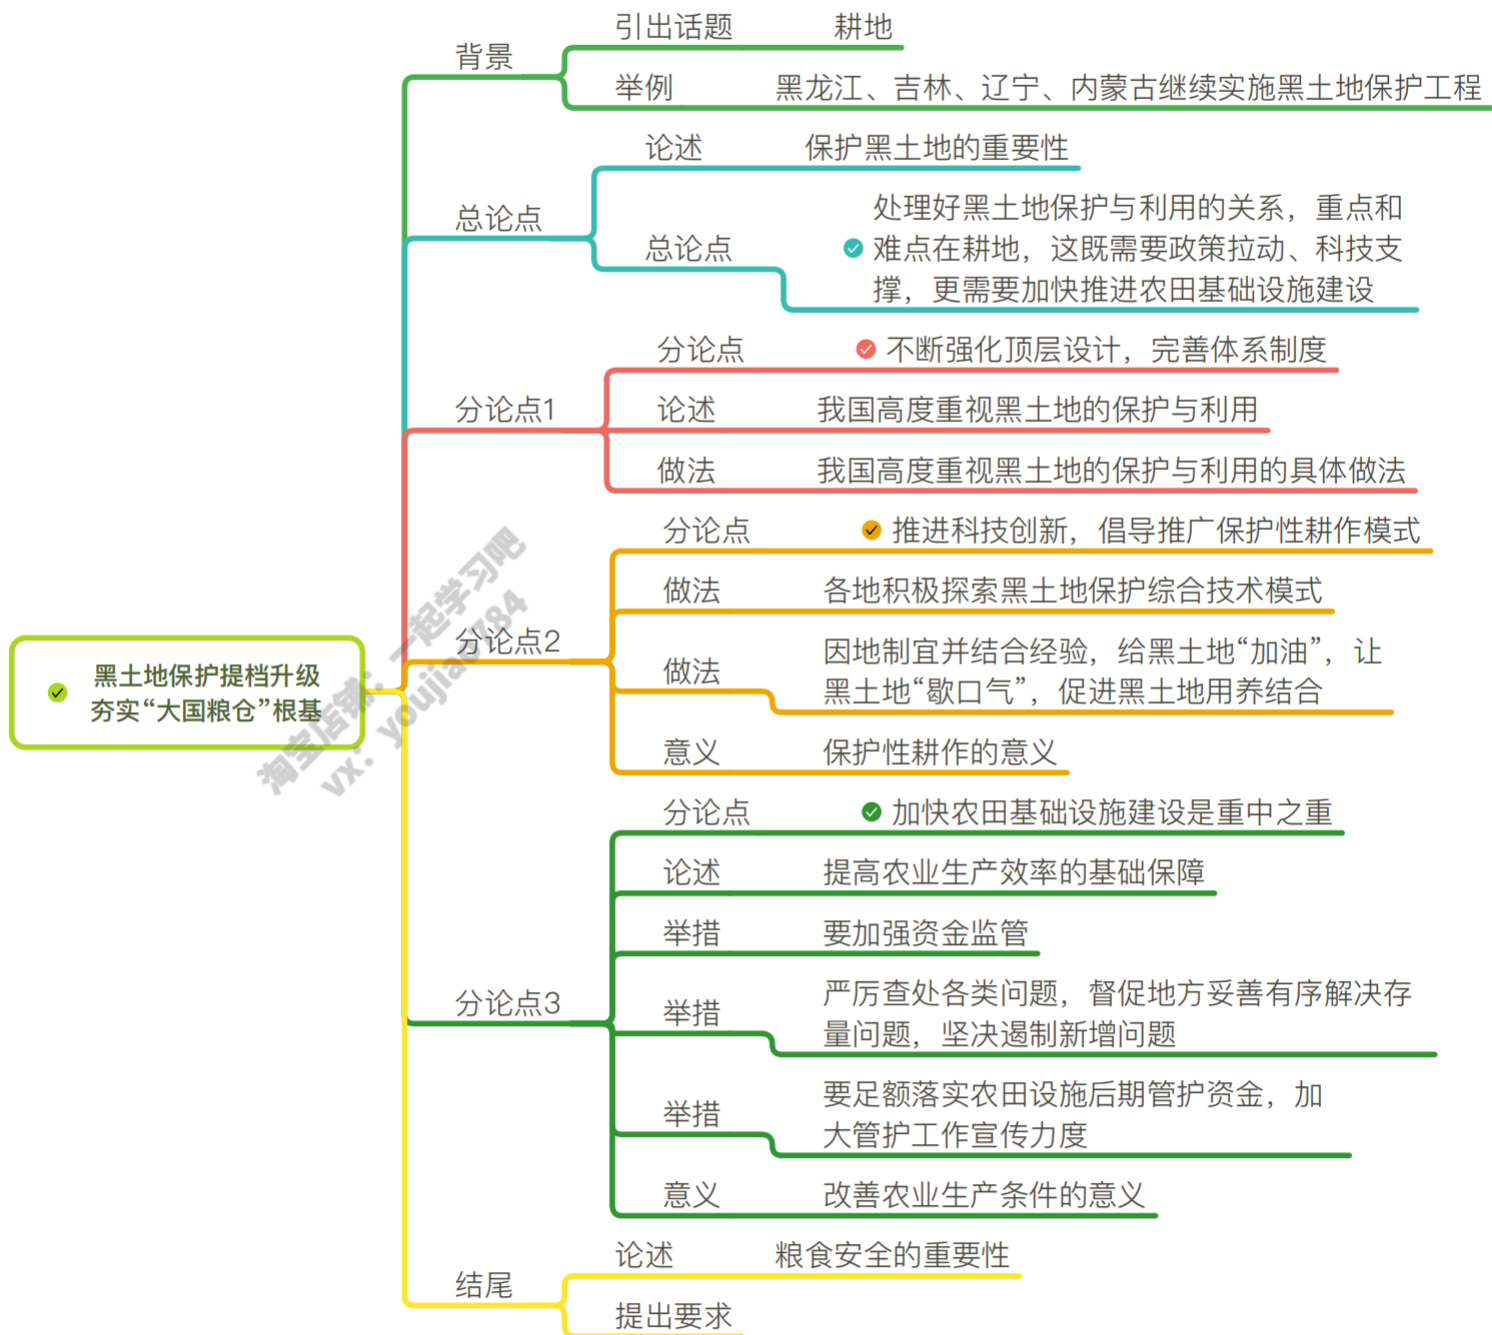 背景
引出话题
耕地
举例
黑龙江、吉林、辽宁、内蒙古继续实施黑土地保护工程
总论点
论述
保护黑土地的重要性
总论点
处理好黑土地保护与利用的关系，重点和
难点在耕地，这既需要政策拉动、科技支
撑，更需要加快推进农田基础设施建设
分论点1
分论点
不断强化顶层设计，完善体系制度
论述
我国高度重视黑土地的保护与利用
做法
我国高度重视黑土地的保护与利用的具体做法
黑土地保护提档升级
夯实“大国粮仓”根基
分论点2
分论点
推进科技创新，倡导推广保护性耕作模式
做法
各地积极探索黑土地保护综合技术模式
做法
因地制宜并结合经验，给黑土地“加油”，让
黑土地“歇口气”，促进黑土地用养结合
意义
保护性耕作的意义
分论点3
分论点
加快农田基础设施建设是重中之重
论述
提高农业生产效率的基础保障
举措
要加强资金监管
举措
严厉查处各类问题，督促地方妥善有序解决存
量问题，坚决遏制新增问题
举措
要足额落实农田设施后期管护资金，加
大管护工作宣传力度
意义
改善农业生产条件的意义
结尾
论述
粮食安全的重要性
提出要求
淘宝店铺：一起学习吧
vx：youjiao784